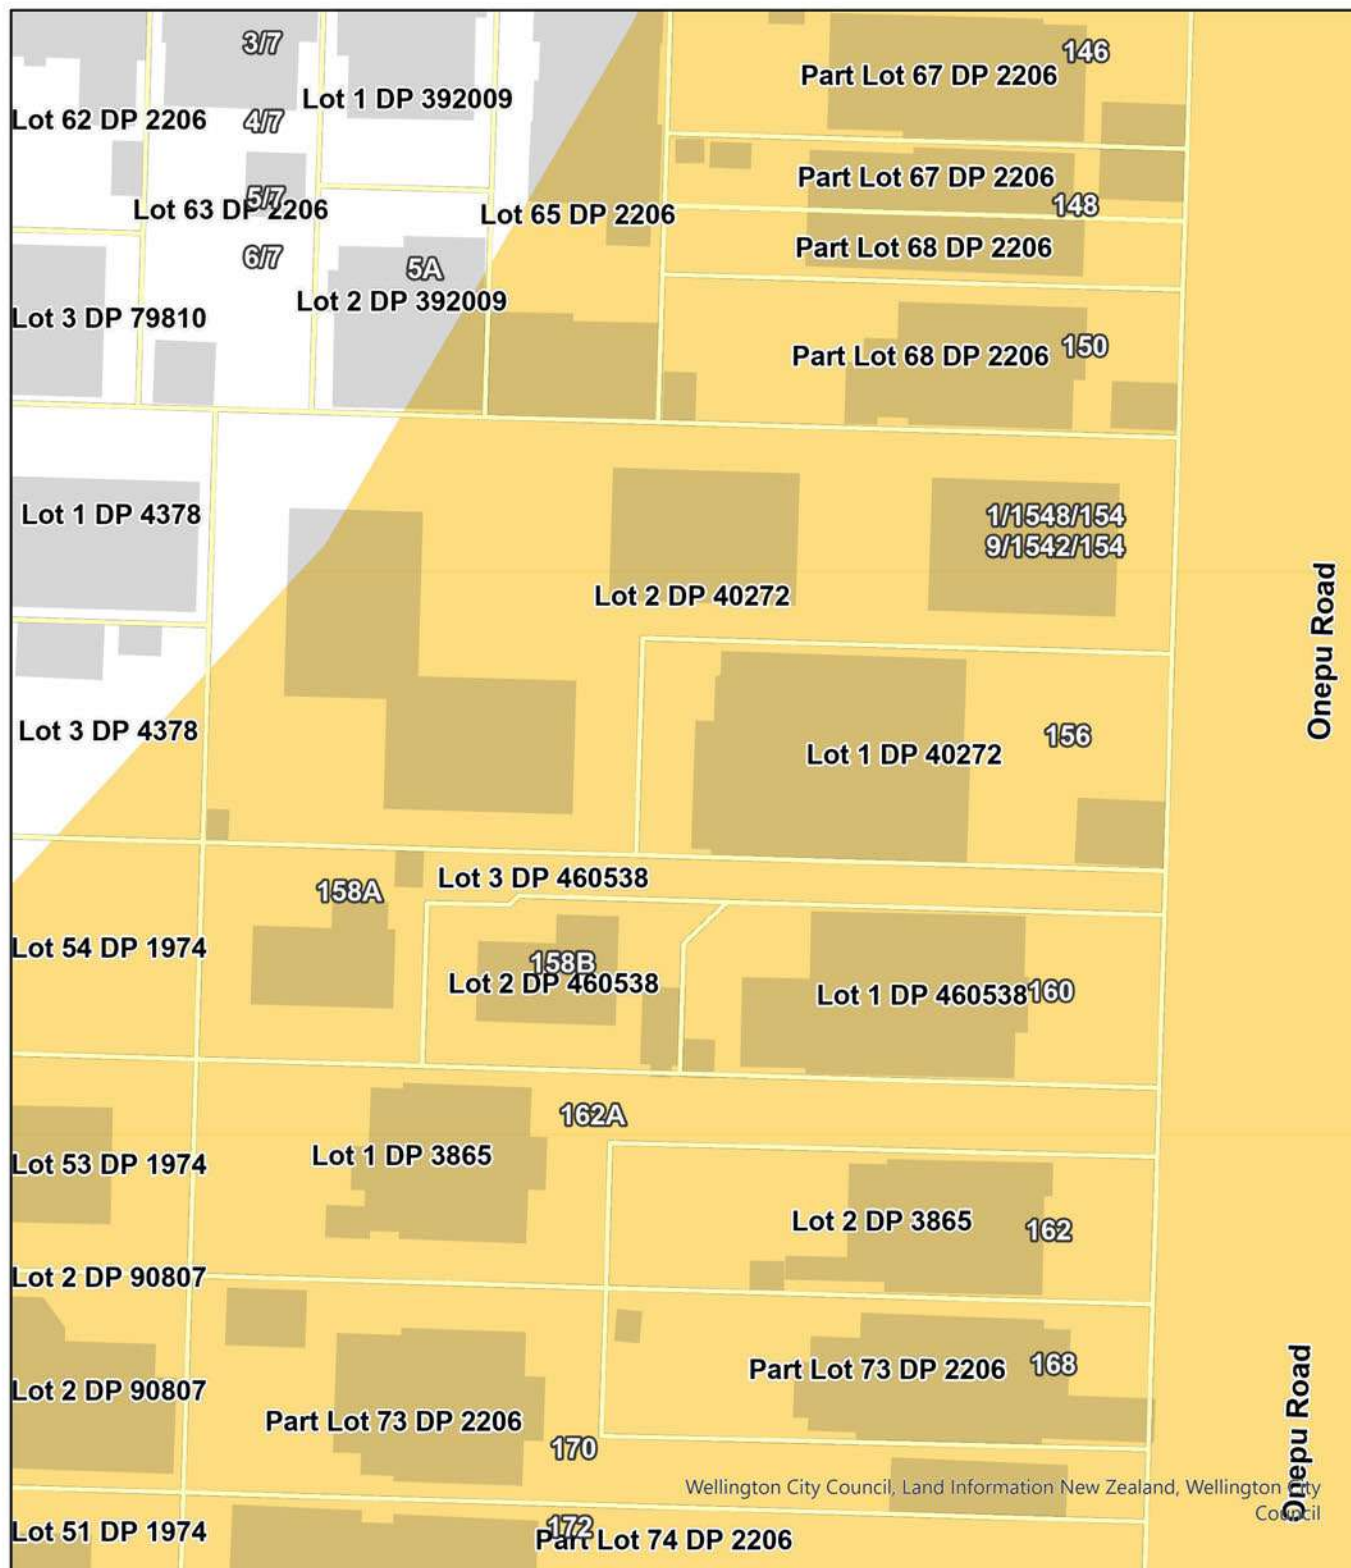 3/7
146
Part Lot 67 DP 2206
Lot 1 DP 392009
Lot 62 DP 2206
4/7
Part Lot 67 DP 2206
5/7
148
Lot 63 DP 2206
Lot 65 DP 2206
Part Lot 68 DP 2206
6/7
5A
Lot 2 DP 392009
Lot 3 DP 79810
150
Part Lot 68 DP 2206
Lot 1 DP 4378
1/1548/154
9/1542/154
Lot 2 DP 40272
Onepu Road
Lot 3 DP 4378
156
Lot 1 DP 40272
Lot 3 DP 460538
158A
Lot 54 DP 1974
158B
Lot 2 DP 460538
Lot 1 DP 460538
160
162A
Lot 1 DP 3865
Lot 53 DP 1974
Lot 2 DP 3865
162
Lot 2 DP 90807
168
Part Lot 73 DP 2206
Lot 2 DP 90807
Part Lot 73 DP 2206
170
Onepu Road
Wellington City Council, Land Information New Zealand, Wellington City
Council
172
Lot 51 DP 1974
Part Lot 74 DP 2206